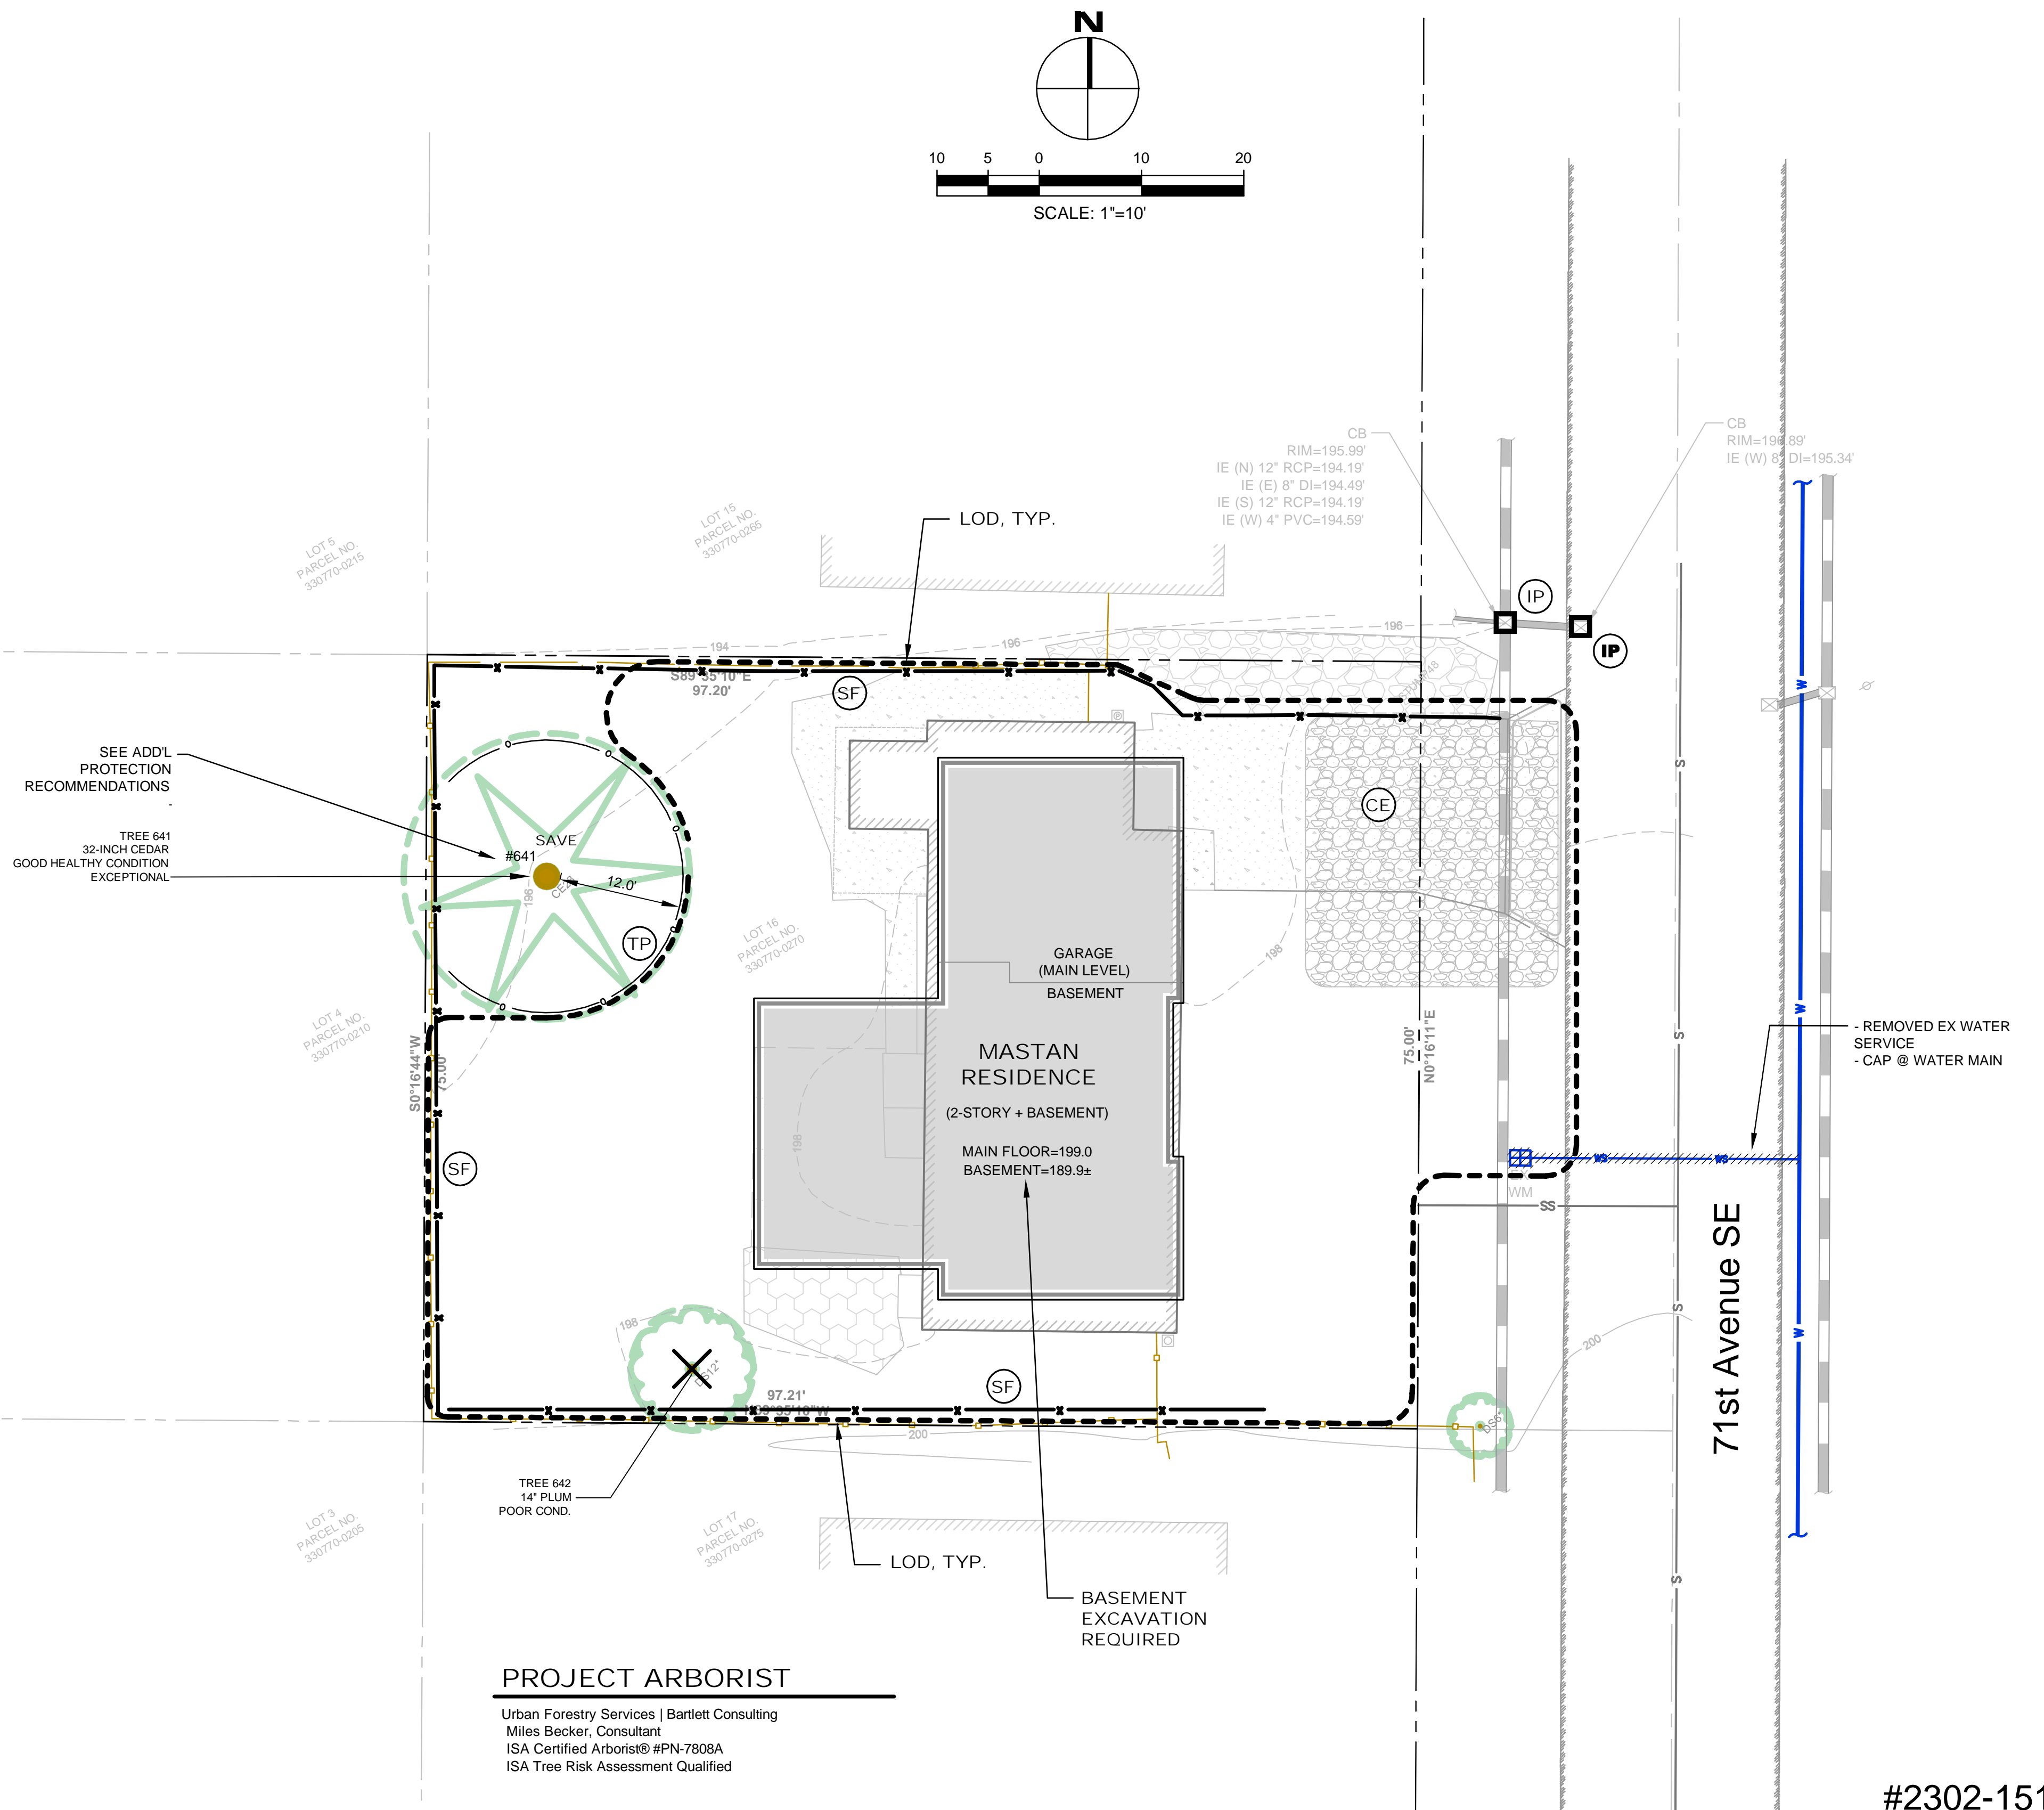 N
10 5 0 10 20
SCALE: 1"=10'
CB
RIM=195.99'
IE (N) 12" RCP=194.19'
IE (E) 8" DI=194.49'
IE (S) 12" RCP=194.19'
IE (W) 4" PVC=194.59'
CB
IE (W) 8" DI=195.34'
LOT 5
PARCEL NO.
330770-0215
LOT 15
PARCEL NO.
330770-0265
LOD, TYP.
IP
IP
194
196
196
S89°35'10"E
97.20'
SF
W
S
SEE ADD'L
PROTECTION
RECOMMENDATIONS
-
TREE 641
32-INCH CEDAR
GOOD HEALTHY CONDITION
EXCEPTIONAL
SAVE
#641
12.0'
196
TP
CE
LOT 16
PARCEL NO.
330770-0270
GARAGE
(MAIN LEVEL)
BASEMENT
198
LOT 4
PARCEL NO.
330770-0210
S0°16'44"W
75.00'
MASTAN
RESIDENCE
(2-STORY + BASEMENT)
MAIN FLOOR=199.0
BASEMENT=189.9±
198
75.00'
N0°16'11"E
W
S
- REMOVED EX WATER
SERVICE
- CAP @ WATER MAIN
SF
WS
WS
WM
SS
71st Avenue SE
S
W
200
198
DS12"
SF
97.21'
200
DS6"
TREE 642
14" PLUM
POOR COND.
LOT 3
PARCEL NO.
330770-0205
LOT 17
PARCEL NO.
330770-0275
LOD, TYP.
S
BASEMENT
EXCAVATION
REQUIRED
PROJECT ARBORIST
Urban Forestry Services | Bartlett Consulting
Miles Becker, Consultant
ISA Certified Arborist® #PN-7808A
ISA Tree Risk Assessment Qualified
#2302-151